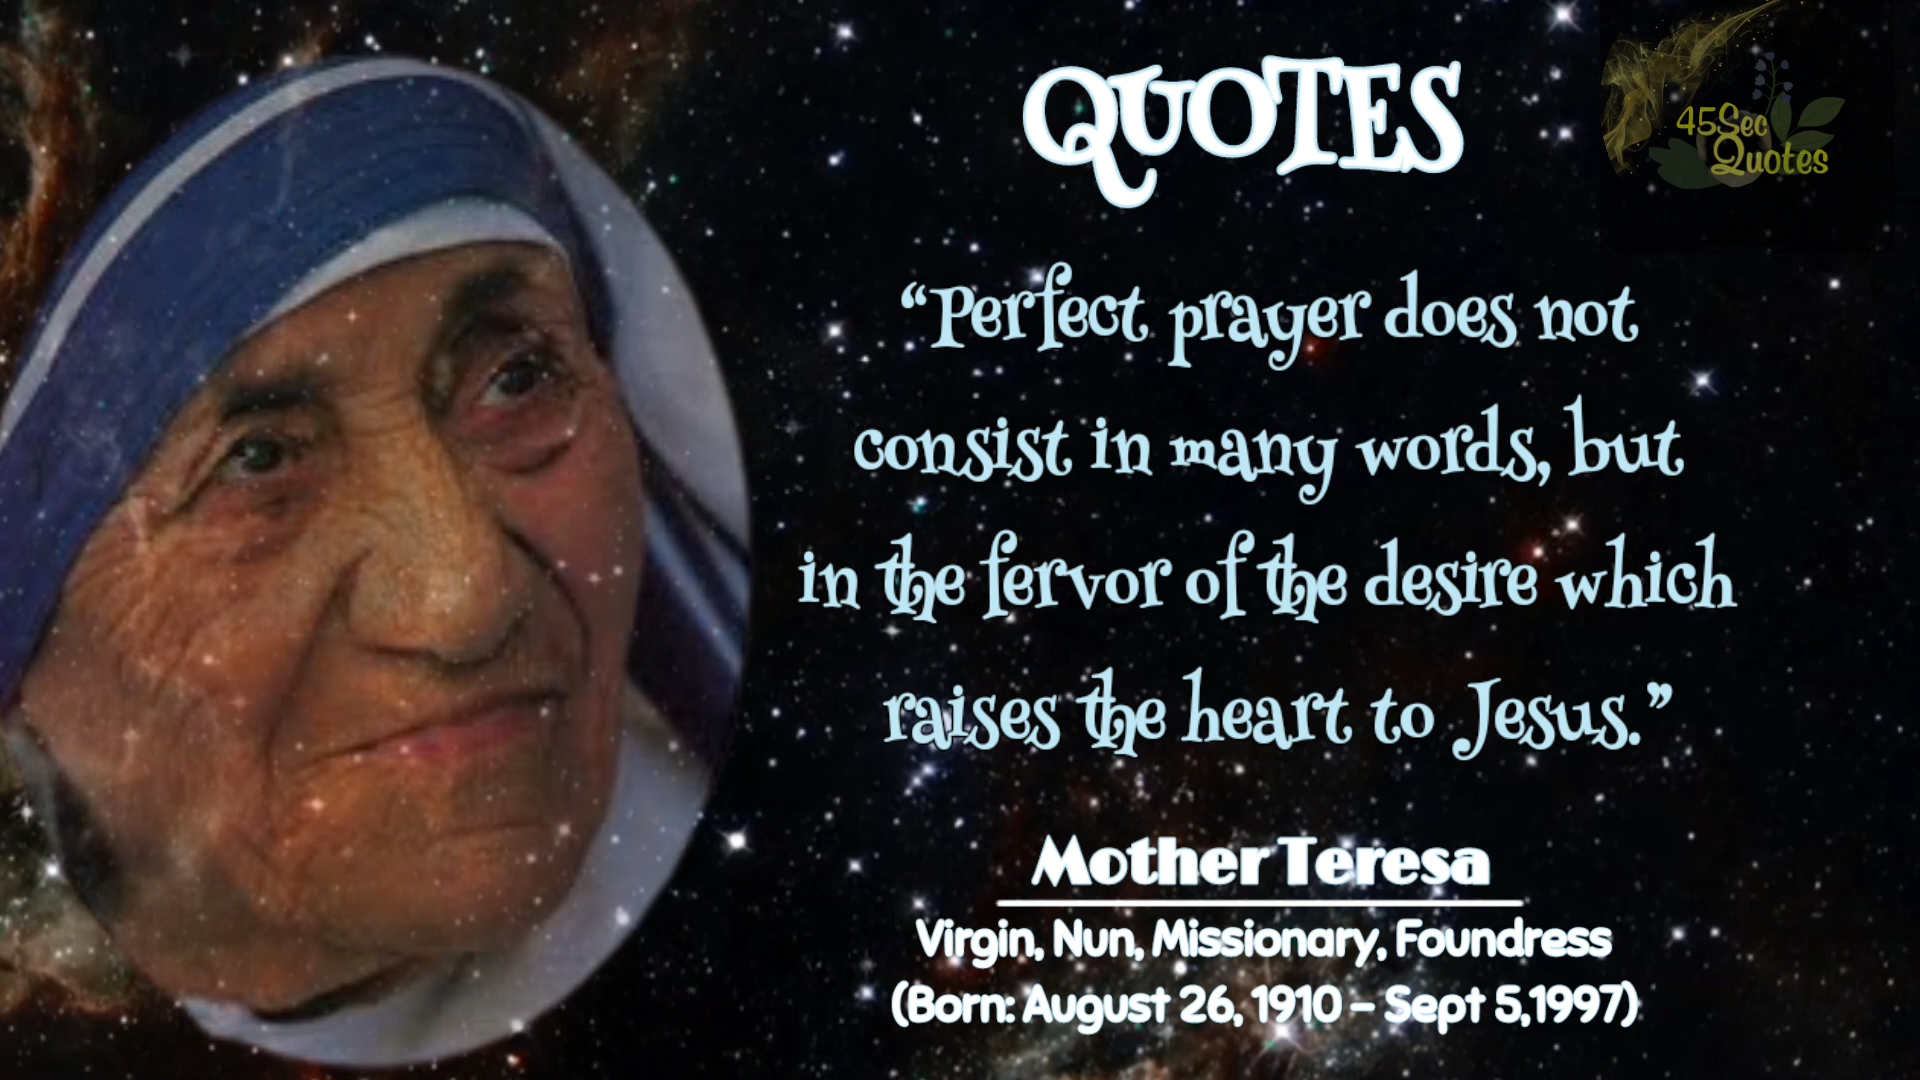 QUOTES
45Sec
Quotes
“Perfect prayer does not
consist in many words, but
in the fervor of the desire which
raises the heart to Jesus.”
Mother Teresa
Virgin, Nun, Missionary, Foundress
(Born: August 26, 1910 – Sept 5,1997)